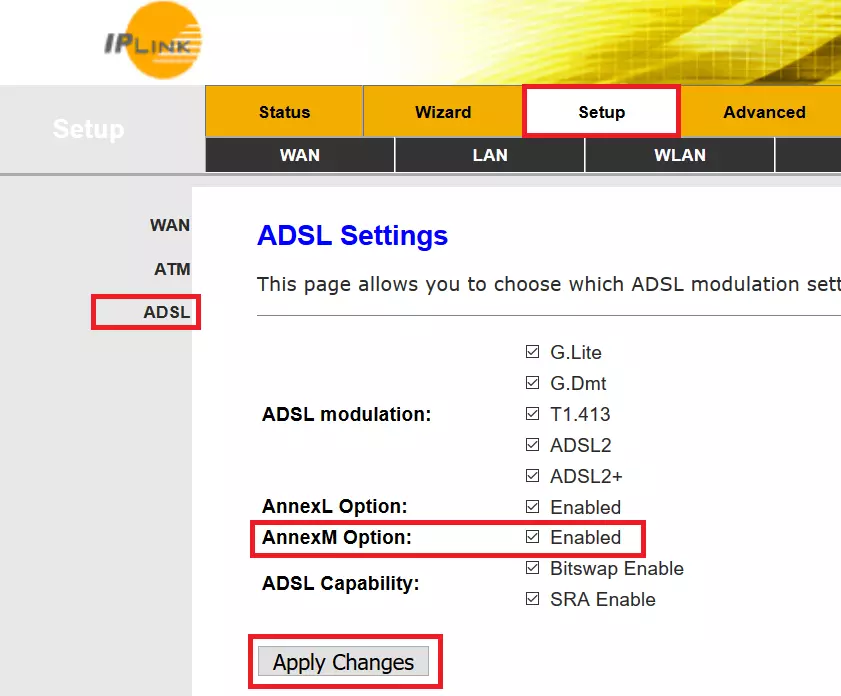 IPLINK
Setup
Status Wizard Setup Advanced
WAN LAN WLAN
WAN
ATM
ADSL
ADSL Settings
This page allows you to choose which ADSL modulation sett
ADSL modulation:
G.Lite
G.Dmt
T1.413
ADSL2
ADSL2+
AnnexL Option: Enabled
AnnexM Option: Enabled
ADSL Capability:
Bitswap Enable
SRA Enable
Apply Changes